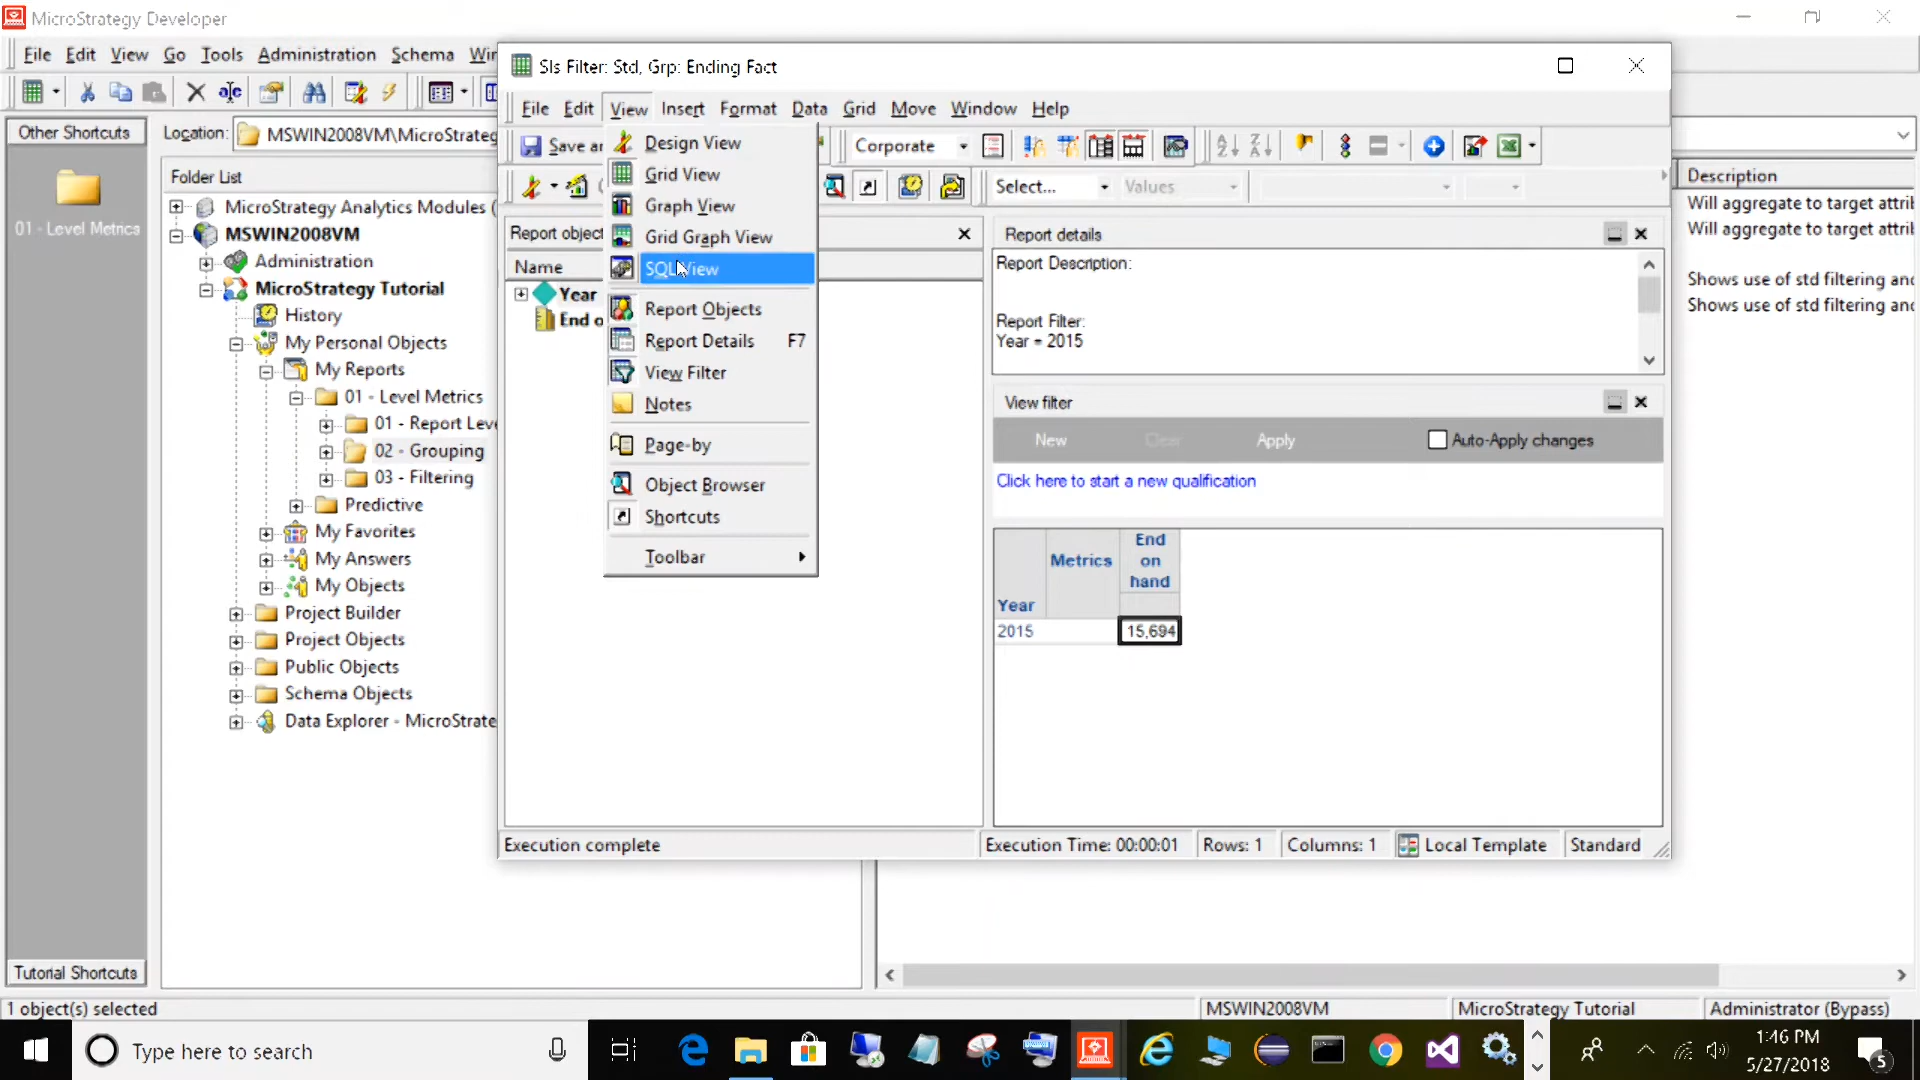 MicroStrategy Developer
File Edit View Go Tools Administration Schema
Other Shortcuts
Location: MSWIN2008VM\MicroStrateg
Folder List
01 - Level Metrics
MicroStrategy Analytics Modules (
MSWIN2008VM
Administration
MicroStrategy Tutorial
History
My Personal Objects
My Reports
01 - Level Metrics
01 - Report Leve
02 - Grouping
03 - Filtering
Predictive
My Favorites
My Answers
My Objects
Project Builder
Project Objects
Public Objects
Schema Objects
Data Explorer - MicroStrate
Tutorial Shortcuts
Sls Filter: Std, Grp: Ending Fact
File Edit View Insert Format Data Grid Move Window Help
Save an
Corporate
Select...
Values
Report object
Name
Year
End o
Design View
Grid View
Graph View
Grid Graph View
SQL View
Report Objects
Report Details F7
View Filter
Notes
Page-by
Object Browser
Shortcuts
Toolbar
Report details
Report Description:
Report Filter:
Year = 2015
View filter
New Clear Apply Auto-Apply changes
Click here to start a new qualification
Year Metrics End on hand
2015 15,694
Execution complete
Execution Time: 00:00:01 Rows: 1 Columns: 1 Local Template Standard
Description
Will aggregate to target attrib
Will aggregate to target attrib
Shows use of std filtering and
Shows use of std filtering and
1 object(s) selected
MSWIN2008VM MicroStrategy Tutorial Administrator (Bypass)
Type here to search
1:46 PM
5/27/2018
5